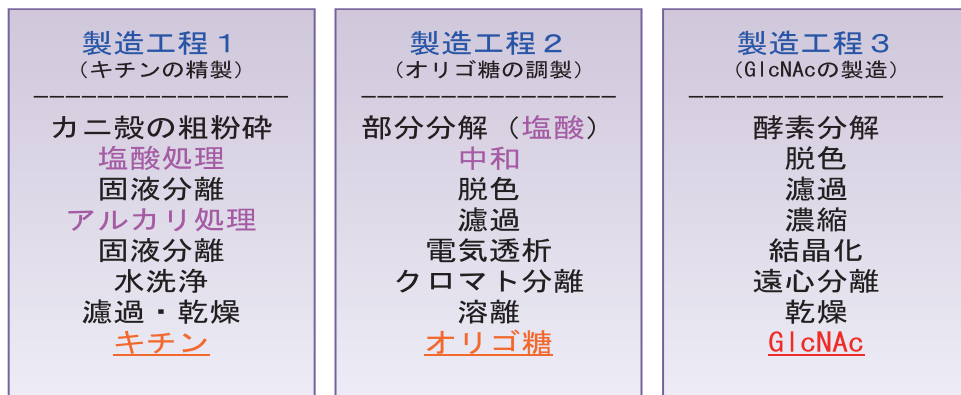 製造工程１
（キチンの精製）
----------------
カニ殻の粗粉砕
塩酸処理
固液分離
アルカリ処理
固液分離
水洗浄
濾過・乾燥
キチン
製造工程２
（オリゴ糖の調製）
----------------
部分分解（塩酸）
中和
脱色
濾過
電気透析
クロマト分離
溶離
オリゴ糖
製造工程３
（GlcNAcの製造）
----------------
酵素分解
脱色
濾過
濃縮
結晶化
遠心分離
乾燥
GlcNAc